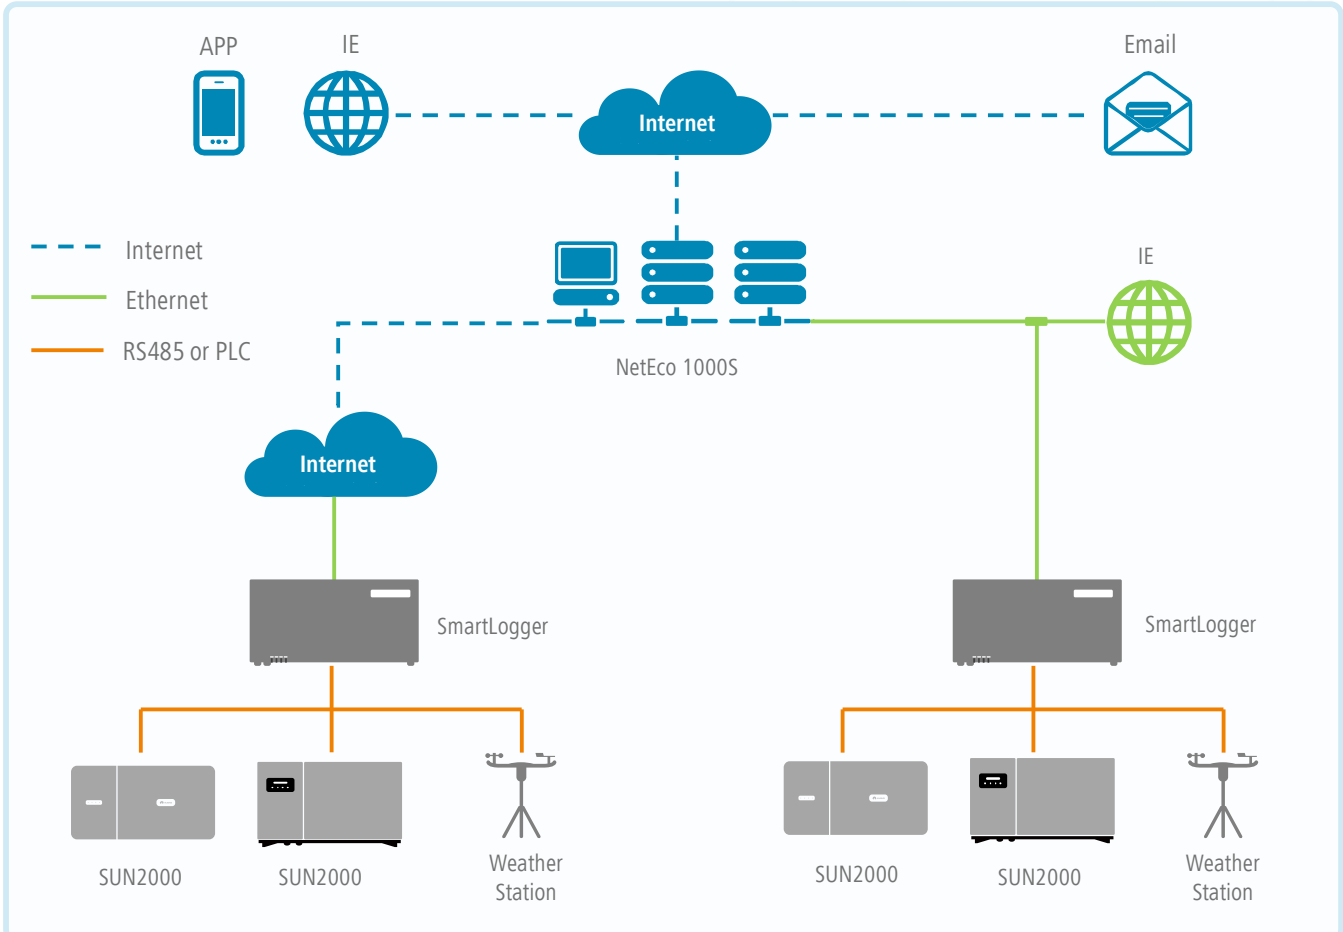 APP
IE
Email
Internet
Internet
Ethernet
RS485 or PLC
IE
NetEco 1000S
Internet
SmartLogger
SmartLogger
SUN2000
SUN2000
Weather
Station
SUN2000
SUN2000
Weather
Station